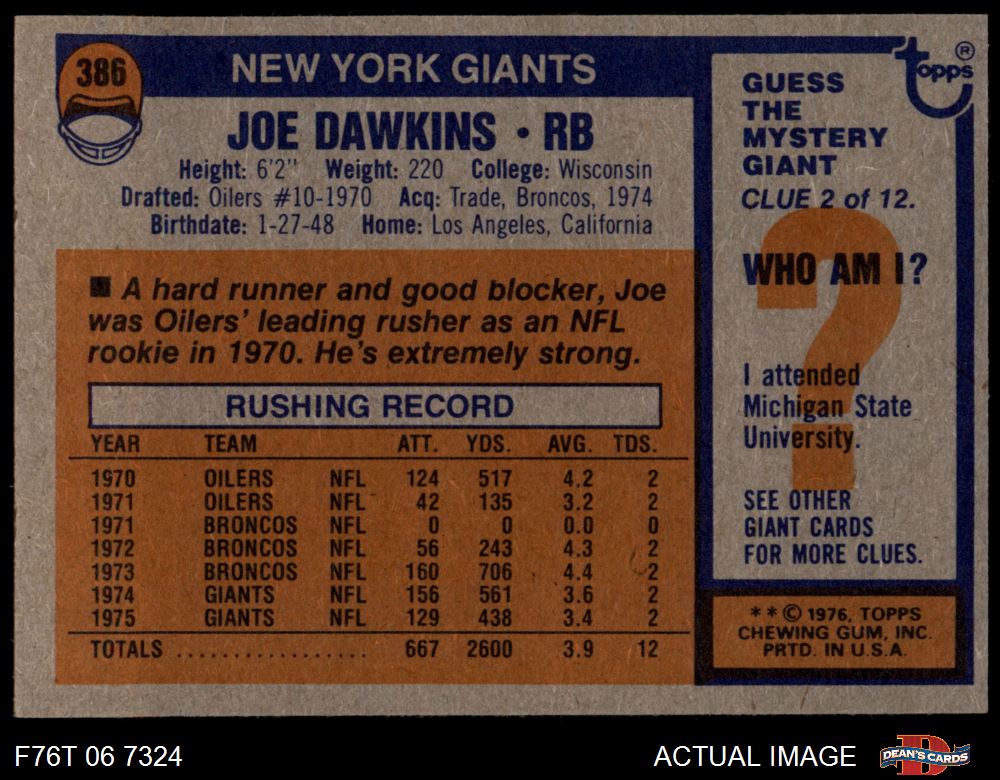 386
NEW YORK GIANTS
JOE DAWKINS • RB
Height: 6'2" Weight: 220 College: Wisconsin
Drafted: Oilers #10-1970 Acq: Trade, Broncos, 1974
Birthdate: 1-27-48 Home: Los Angeles, California
■ A hard runner and good blocker, Joe
was Oilers' leading rusher as an NFL
rookie in 1970. He's extremely strong.
RUSHING RECORD
YEAR TEAM ATT. YDS. AVG. TDS.
1970 OILERS NFL 124 517 4.2 2
1971 OILERS NFL 42 135 3.2 2
1971 BRONCOS NFL 0 0 0.0 0
1972 BRONCOS NFL 56 243 4.3 2
1973 BRONCOS NFL 160 706 4.4 2
1974 GIANTS NFL 156 561 3.6 2
1975 GIANTS NFL 129 438 3.4 2
TOTALS ................. 667 2600 3.9 12
topps ®
GUESS
THE
MYSTERY
GIANT
CLUE 2 of 12.
?
WHO AM I?
I attended
Michigan State
University.
SEE OTHER
GIANT CARDS
FOR MORE CLUES.
* * © 1976, TOPPS
CHEWING GUM, INC.
PRTD. IN U.S.A.
F76T 06 7324
ACTUAL IMAGE
D
DEAN'S CARDS